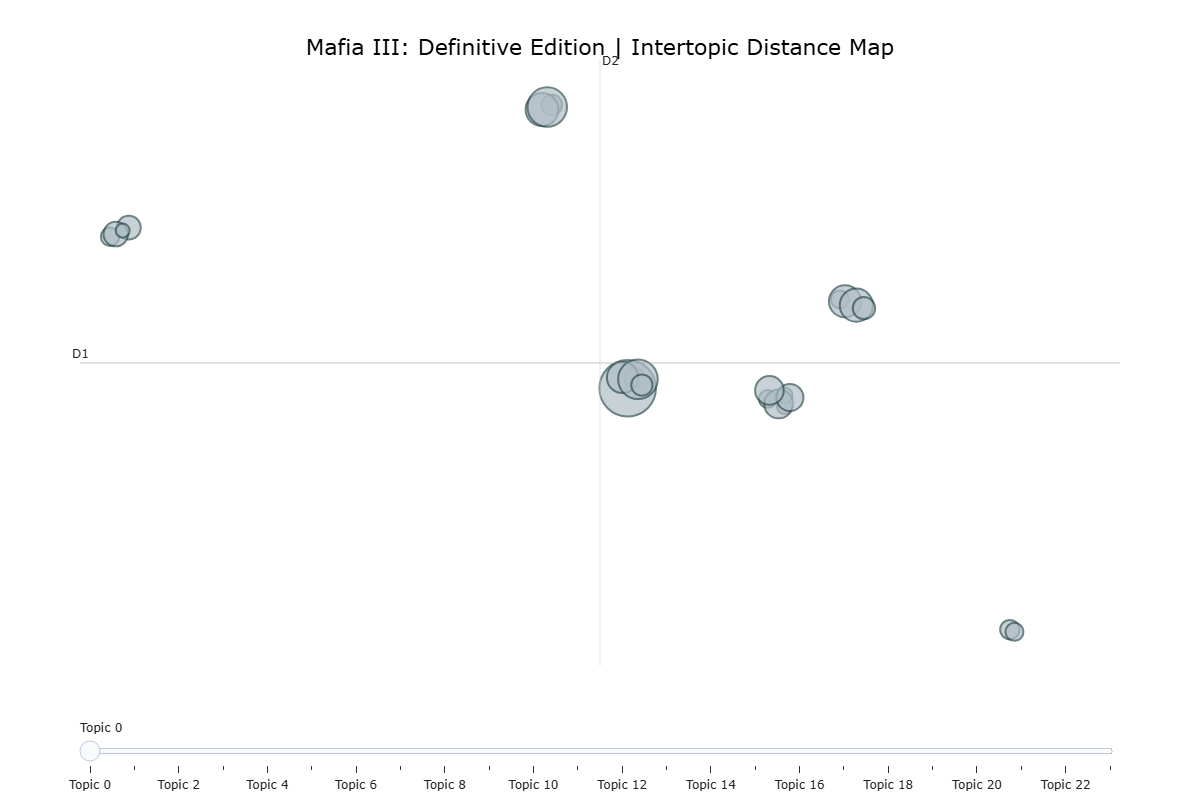 Mafia III: Definitive Edition | Intertopic Distance Map
D2
D1
Topic 0
Topic 0 Topic 2 Topic 4 Topic 6 Topic 8 Topic 10 Topic 12 Topic 14 Topic 16 Topic 18 Topic 20 Topic 22